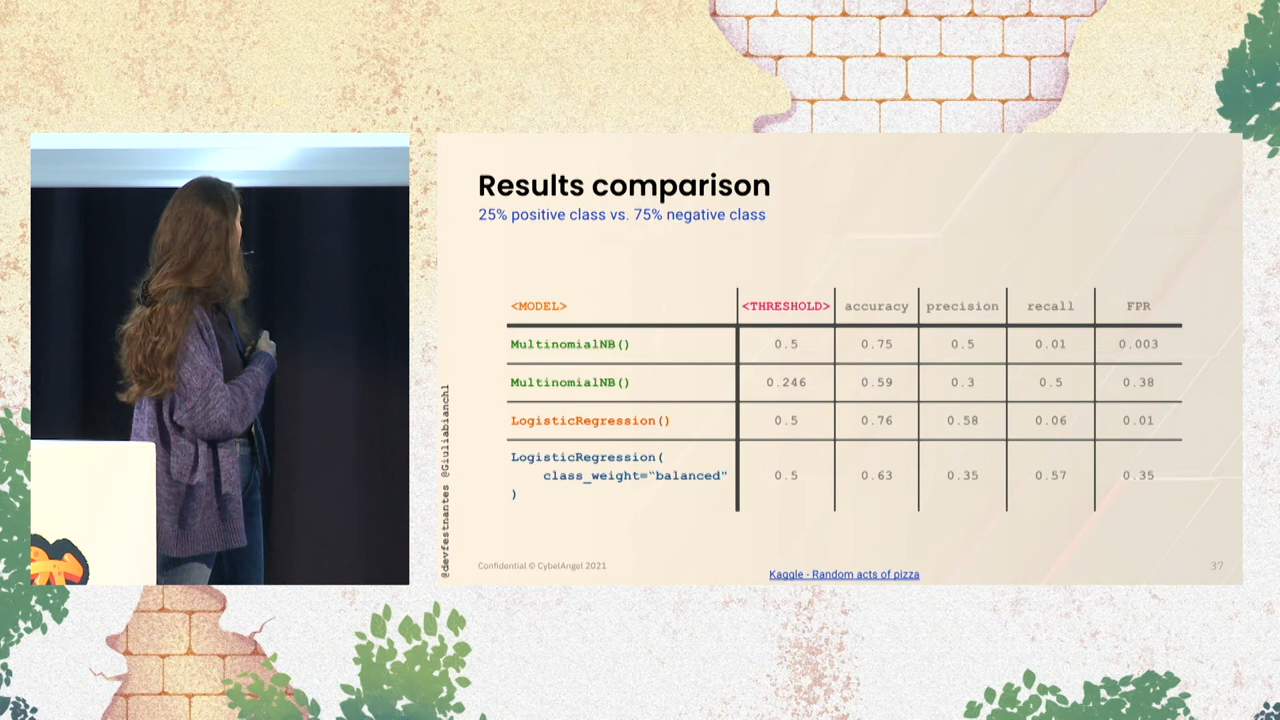 Results comparison
25% positive class vs. 75% negative class
<MODEL> <THRESHOLD> accuracy precision recall FPR
MultinomialNB() 0.5 0.75 0.5 0.01 0.003
MultinomialNB() 0.246 0.59 0.3 0.5 0.38
LogisticRegression() 0.5 0.76 0.58 0.06 0.01
LogisticRegression(
class_weight="balanced" 0.5 0.63 0.35 0.57 0.35
)
@devfestnantes @Giuliabianchl
Confidential © CybelAngel 2021
Kaggle - Random acts of pizza
37